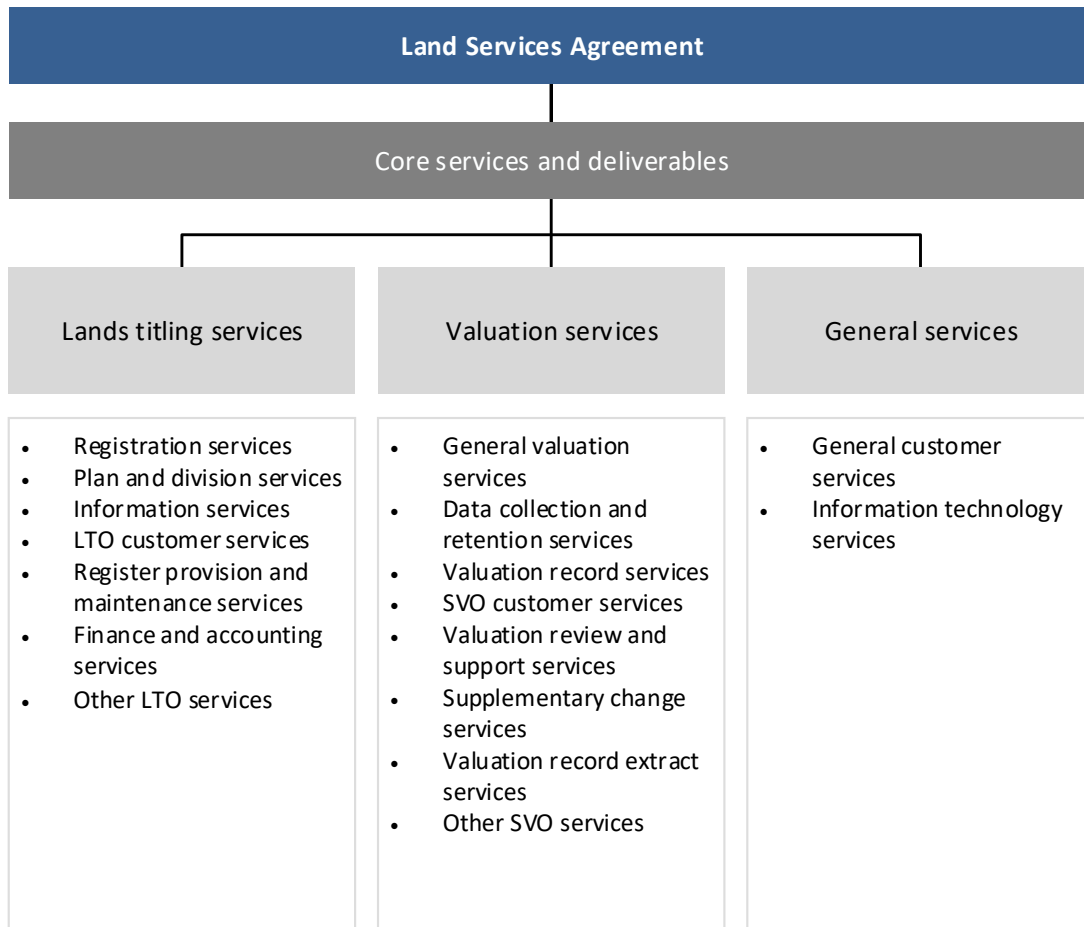 Land Services Agreement
Core services and deliverables
Lands titling services
• Registration services
• Plan and division services
• Information services
• LTO customer services
• Register provision and
maintenance services
• Finance and accounting
services
• Other LTO services
Valuation services
• General valuation
services
• Data collection and
retention services
• Valuation record services
• SVO customer services
• Valuation review and
support services
• Supplementary change
services
• Valuation record extract
services
• Other SVO services
General services
• General customer
services
• Information technology
services